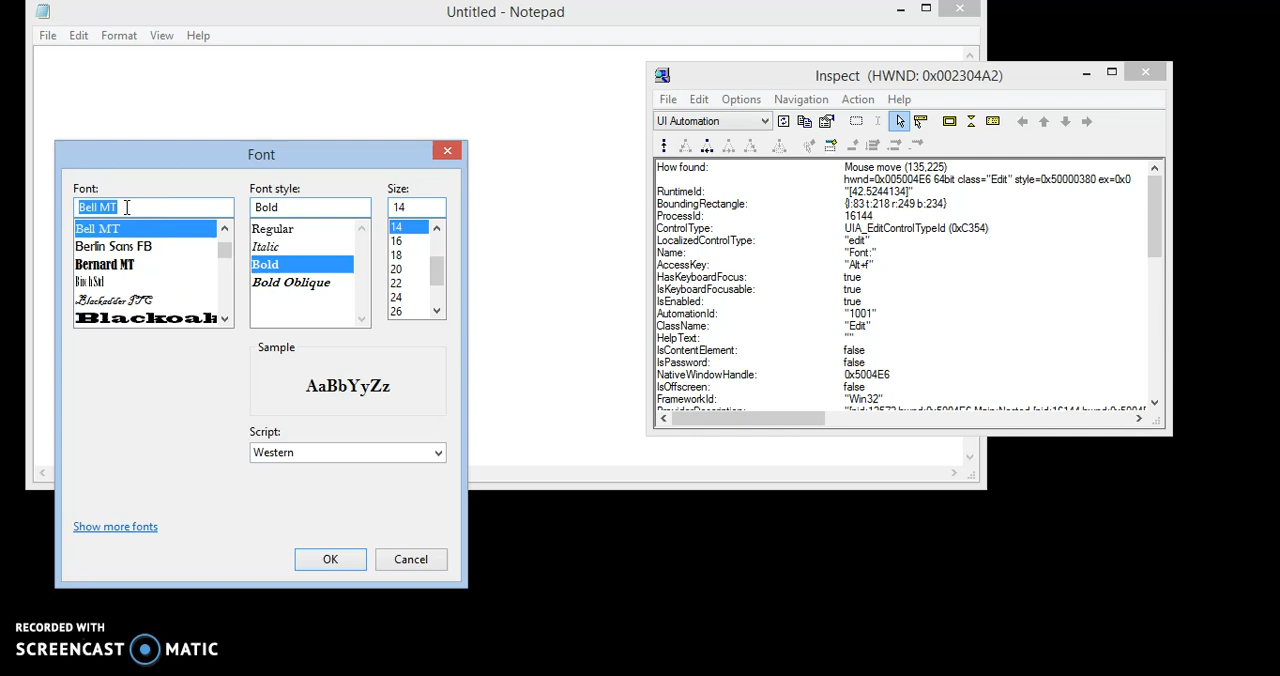 Untitled - Notepad
File Edit Format View Help
Font
Font: Font style: Size:
Bell MT Bold 14
Bell MT Regular 14
Berlin Sans FB Italic 16
Bernard MT Bold 18
Birch Std Bold Oblique 20
Blackadder ITC 22
Blackoak 24
26
Sample
AaBbYyZz
Script:
Western
Show more fonts
OK Cancel
Inspect (HWND: 0x002304A2)
File Edit Options Navigation Action Help
UI Automation
How found: Mouse move (135,225)
hwnd=0x005004E6 64bit class="Edit" style=0x50000380 ex=0x0
RuntimeId: "[42.5244134]"
BoundingRectangle: {l:83 t:218 r:249 b:234}
ProcessId: 16144
ControlType: UIA_EditControlTypeId (0xC354)
LocalizedControlType: "edit"
Name: "Font:"
AccessKey: "Alt+f"
HasKeyboardFocus: true
IsKeyboardFocusable: true
IsEnabled: true
AutomationId: "1001"
ClassName: "Edit"
HelpText: ""
IsContentElement: false
IsPassword: false
NativeWindowHandle: 0x5004E6
IsOffscreen: false
FrameworkId: "Win32"
RECORDED WITH
SCREENCAST MATIC